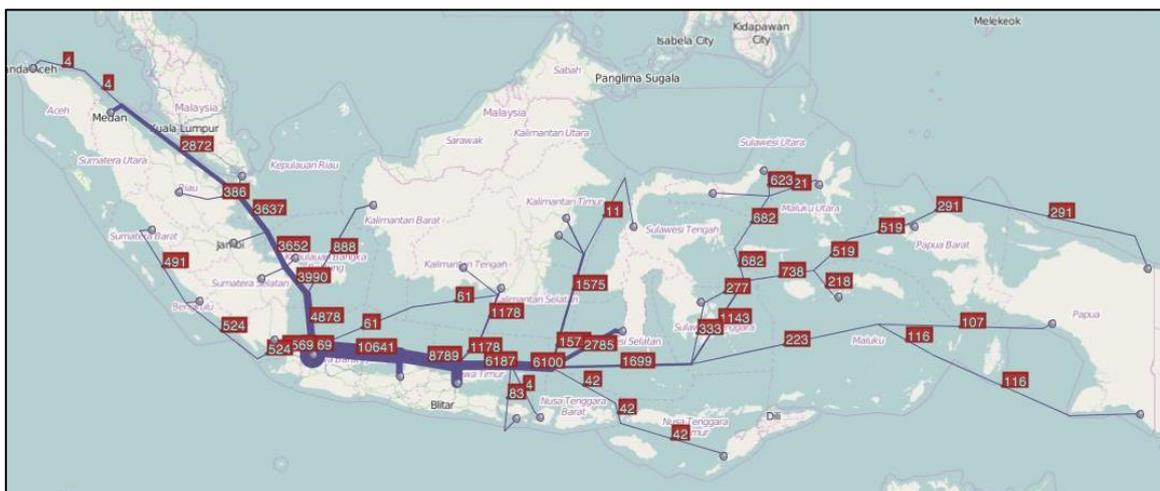 Melekeok
Kidapawan
City
Isabela City
Sabah
Panglima Sugala
anda Aceh
4
4
Aceh
Medan
Malaysia
Kuala Lumpur
Malaysia
Kalimantan Utara
Sarawak
Sulawesi Utara
2872
Sumatera Utara
Kepulauan Riau
Riau
386
623
21
11
Kalimantan Timur
Maluku Utara
291
291
3637
682
519
Kalimantan Barat
Sumatera Barat
Jambi
3652
888
Sulawesi Tengah
519
Papua Barat
491
Kalimantan Tengah
682
738
3990
Sumatera Selatan
1575
277
218
61
Kalimantan Selatan
1178
1143
Bengkulu
4878
61
333
524
107
Papua
116
223
Maluku
524
569
69
10641
1178
2785
8789
6187
6100
1699
116
4
42
83
Blitar
Nusa Tenggara
Barat
42
Dili
42
Nusa Tenggara